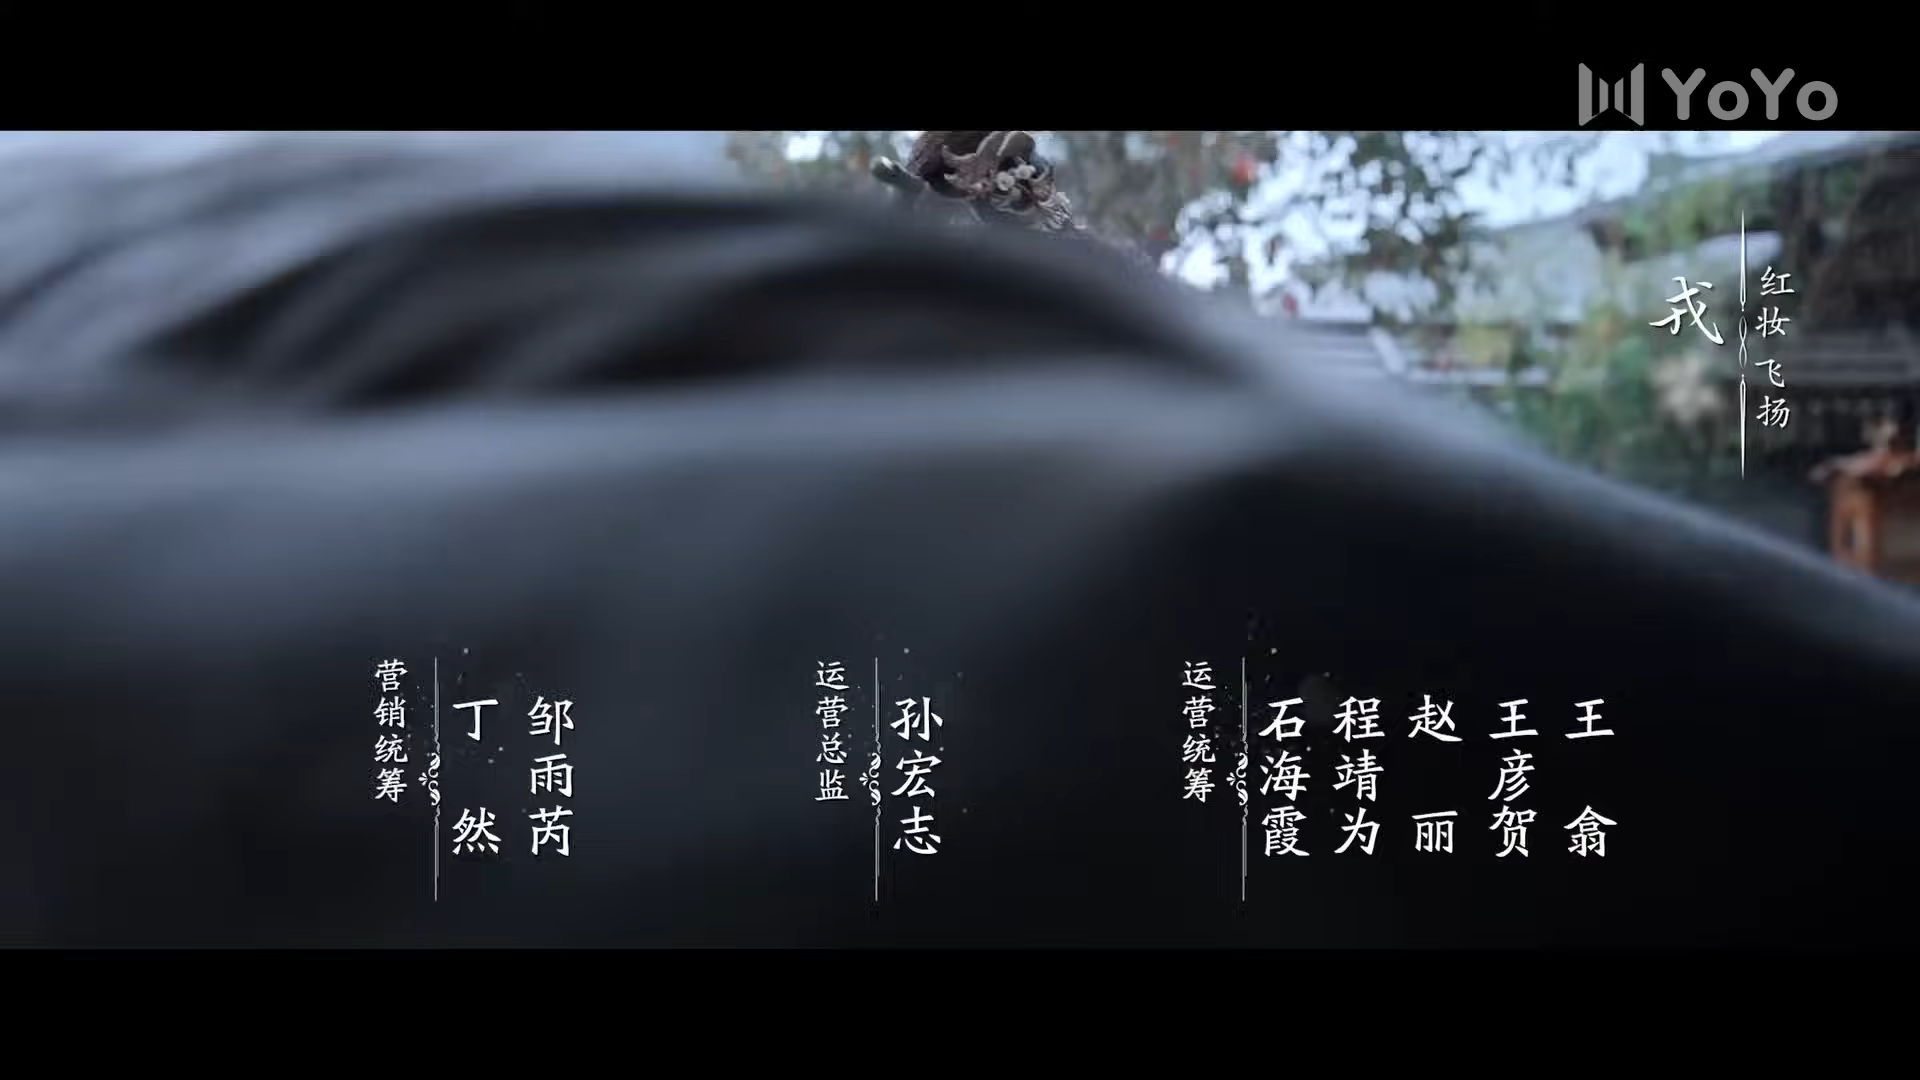 YoYo
红妆飞扬
戎
营销统筹
丁然
邹雨芮
运营总监
孙宏志
运营统筹
石海霞
程靖为
赵丽
王彦贺
王翕